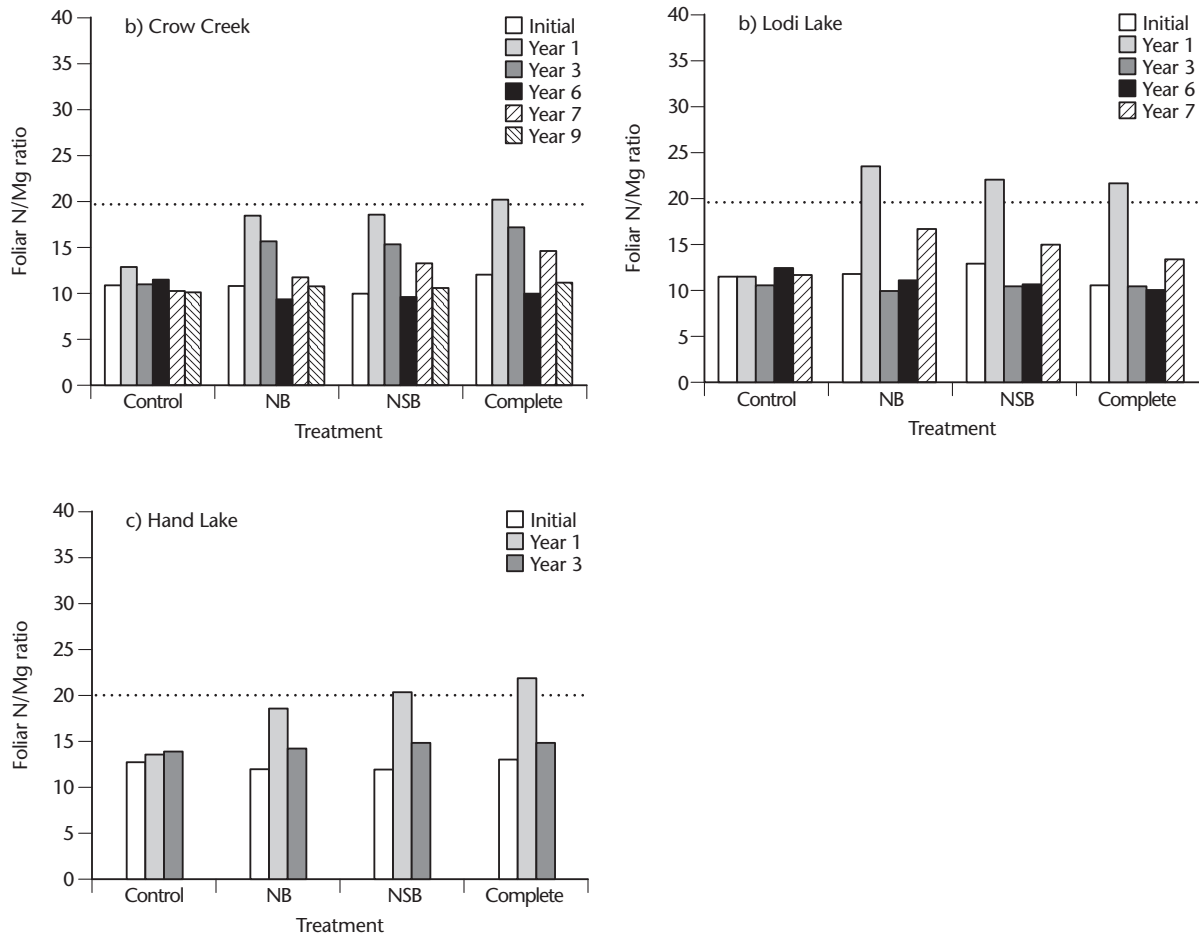 b) Crow Creek
Initial
Year 1
Year 3
Year 6
Year 7
Year 9
40
35
30
25
20
15
10
5
0
Foliar N/Mg ratio
Control NB NSB Complete
Treatment
b) Lodi Lake
Initial
Year 1
Year 3
Year 6
Year 7
40
35
30
25
20
15
10
5
0
Foliar N/Mg ratio
Control NB NSB Complete
Treatment
c) Hand Lake
Initial
Year 1
Year 3
40
35
30
25
20
15
10
5
0
Foliar N/Mg ratio
Control NB NSB Complete
Treatment